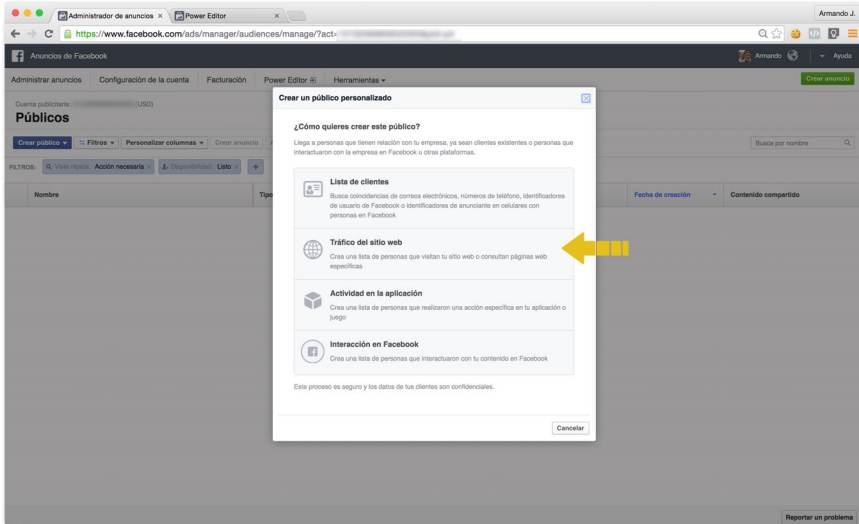 Administrador de anuncios
Power Editor
Armando J.
https://www.facebook.com/ads/manager/audiences/manage/?act=
Anuncios de Facebook
Armando
Ayuda
Administrar anuncios
Configuración de la cuenta
Facturación
Power Editor
Herramientas
Crear anuncio
Cuenta publicitaria: (USD)
Públicos
Crear público
Filtros
Personalizar columnas
Crear anuncio
Busca por nombre
FILTROS:
Vista rápida: Acción necesaria
Disponibilidad: Listo
+
Nombre
Tipo
Fecha de creación
Contenido compartido
Crear un público personalizado
¿Cómo quieres crear este público?
Llega a personas que tienen relación con tu empresa, ya sean clientes existentes o personas que
interactuaron con la empresa en Facebook u otras plataformas.
Lista de clientes
Busca coincidencias de correos electrónicos, números de teléfono, identificadores
de usuario de Facebook o identificadores de anunciante en celulares con
personas en Facebook
Tráfico del sitio web
Crea una lista de personas que visitan tu sitio web o consultan páginas web
específicas
Actividad en la aplicación
Crea una lista de personas que realizaron una acción específica en tu aplicación o
juego
Interacción en Facebook
Crea una lista de personas que interactuaron con tu contenido en Facebook
Este proceso es seguro y los datos de tus clientes son confidenciales.
Cancelar
Reportar un problema